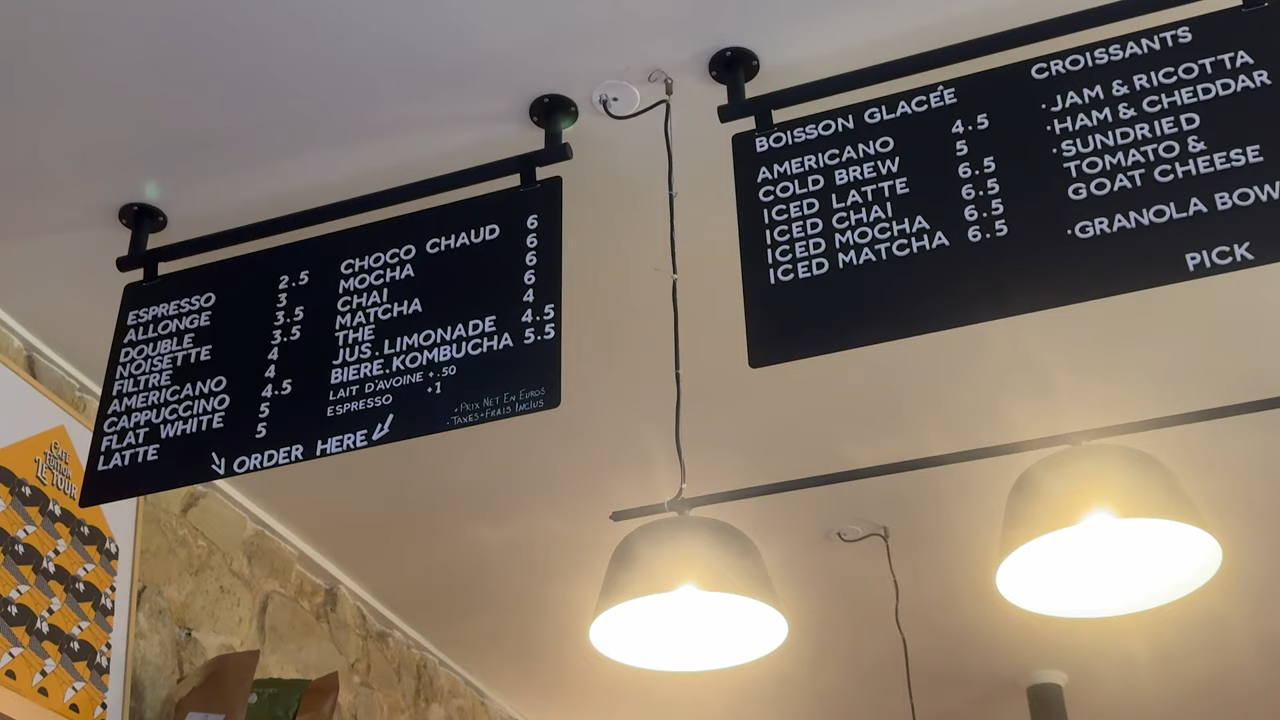 ESPRESSO 2.5
ALLONGE 3
DOUBLE 3.5
NOISETTE 3.5
FILTRE 4
AMERICANO 4
CAPPUCCINO 4.5
FLAT WHITE 5
LATTE 5
CHOCO CHAUD 6
MOCHA 6
CHAI 6
MATCHA 6
THE 4
JUS.LIMONADE 4.5
BIERE.KOMBUCHA 5.5
LAIT D'AVOINE +.50
ESPRESSO +1
• PRIX NET EN EUROS
• TAXES+FRAIS INCLUS
ORDER HERE
BOISSON GLACÉE
AMERICANO 4.5
COLD BREW 5
ICED LATTE 6.5
ICED CHAI 6.5
ICED MOCHA 6.5
ICED MATCHA 6.5
CROISSANTS
• JAM & RICOTTA
• HAM & CHEDDAR
• SUNDRIED
TOMATO &
GOAT CHEESE
• GRANOLA BOW
PICK
CAFE
EDITION
LE TOUR